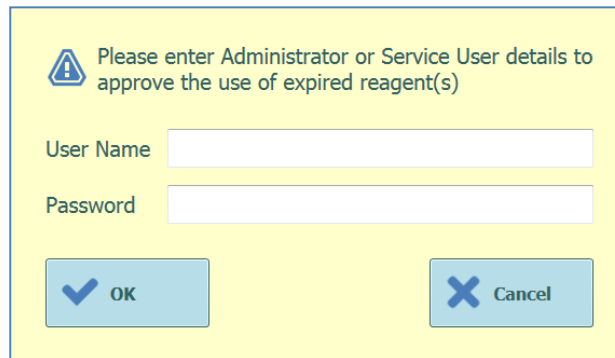 Please enter Administrator or Service User details to
approve the use of expired reagent(s)
User Name
Password
OK
Cancel